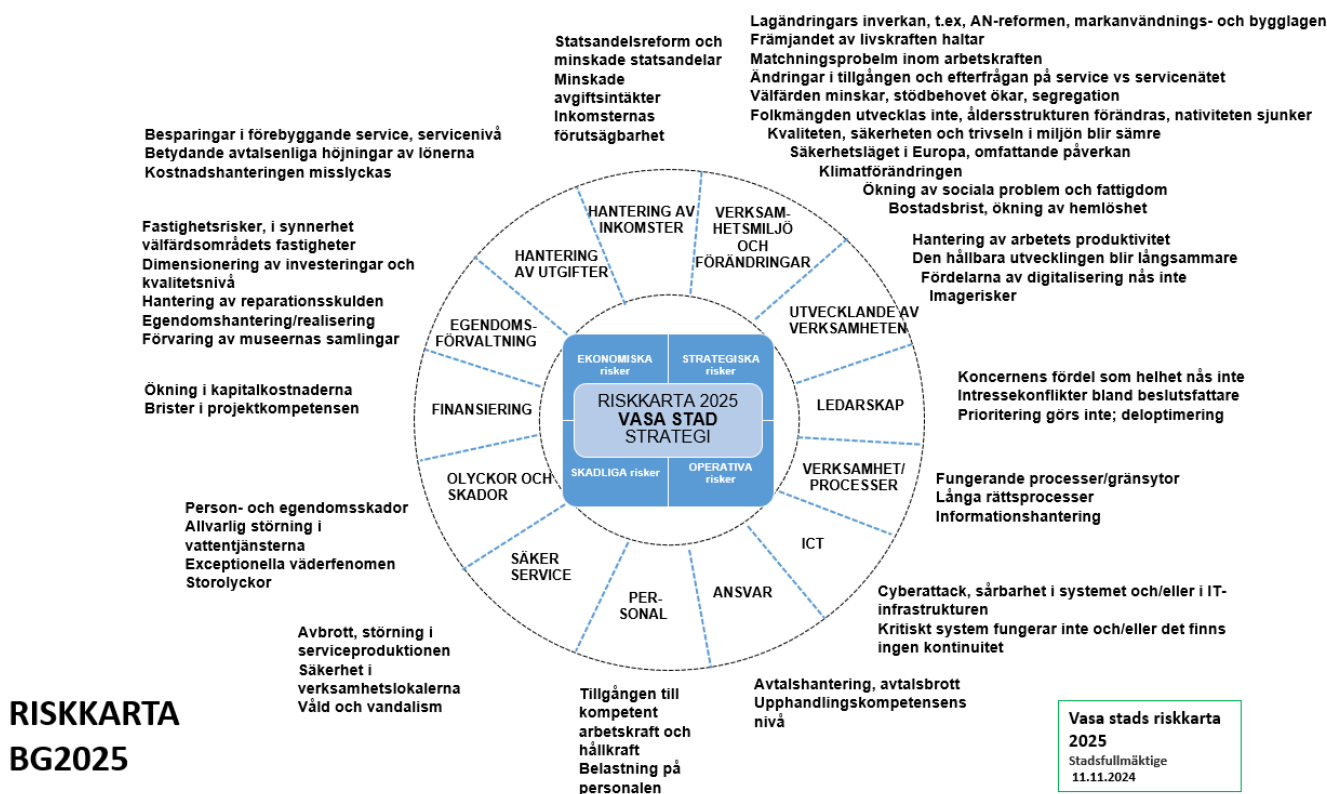 Lagändringars inverkan, t.ex, AN-reformen, markanvändnings- och bygglagen
Främjandet av livskraften haltar
Matchningsprobelm inom arbetskraften
Ändringar i tillgången och efterfrågan på service vs servicenätet
Välfärden minskar, stödbehovet ökar, segregation
Folkmängden utvecklas inte, åldersstrukturen förändras, nativiteten sjunker
Kvaliteten, säkerheten och trivseln i miljön blir sämre
Säkerhetsläget i Europa, omfattande påverkan
Klimatförändringen
Ökning av sociala problem och fattigdom
Bostadsbrist, ökning av hemlöshet
Statsandelsreform och
minskade statsandelar
Minskade
avgiftsintäkter
Inkomsternas
förutsägbarhet
Besparingar i förebyggande service, servicenivå
Betydande avtalsenliga höjningar av lönerna
Kostnadshanteringen misslyckas
Fastighetsrisker, i synnerhet
välfärdsområdets fastigheter
Dimensionering av investeringar och
kvalitetsnivå
Hantering av reparationsskulden
Egendomshantering/realisering
Förvaring av museernas samlingar
Ökning i kapitalkostnaderna
Brister i projektkompetensen
Hantering av arbetets produktivitet
Den hållbara utvecklingen blir långsammare
Fördelarna av digitalisering nås inte
Imagerisker
Koncernens fördel som helhet nås inte
Intressekonflikter bland beslutsfattare
Prioritering görs inte; deloptimering
Fungerande processer/gränsytor
Långa rättsprocesser
Informationshantering
HANTERING AV
INKOMSTER
VERKSAM-
HETSMILJÖ
OCH
FÖRÄNDRINGAR
HANTERING
AV UTGIFTER
UTVECKLANDE AV
VERKSAMHETEN
EGENDOMS-
FÖRVALTNING
FINANSIERING
LEDARSKAP
OLYCKOR OCH
SKADOR
VERKSAMHET/
PROCESSER
SÄKER
SERVICE
ICT
PER-
SONAL
ANSVAR
EKONOMISKA
risker
STRATEGISKA
risker
RISKKARTA 2025
VASA STAD
STRATEGI
SKADLIGA risker
OPERATIVA
risker
Person- och egendomsskador
Allvarlig störning i
vattentjänsterna
Exceptionella väderfenomen
Storolyckor
Avbrott, störning i
serviceproduktionen
Säkerhet i
verksamhetslokalerna
Våld och vandalism
Tillgången till
kompetent
arbetskraft och
hållkraft
Belastning på
personalen
Avtalshantering, avtalsbrott
Upphandlingskompetensens
nivå
Cyberattack, sårbarhet i systemet och/eller i IT-
infrastrukturen
Kritiskt system fungerar inte och/eller det finns
ingen kontinuitet
RISKKARTA
BG2025
Vasa stads riskkarta
2025
Stadsfullmäktige
11.11.2024